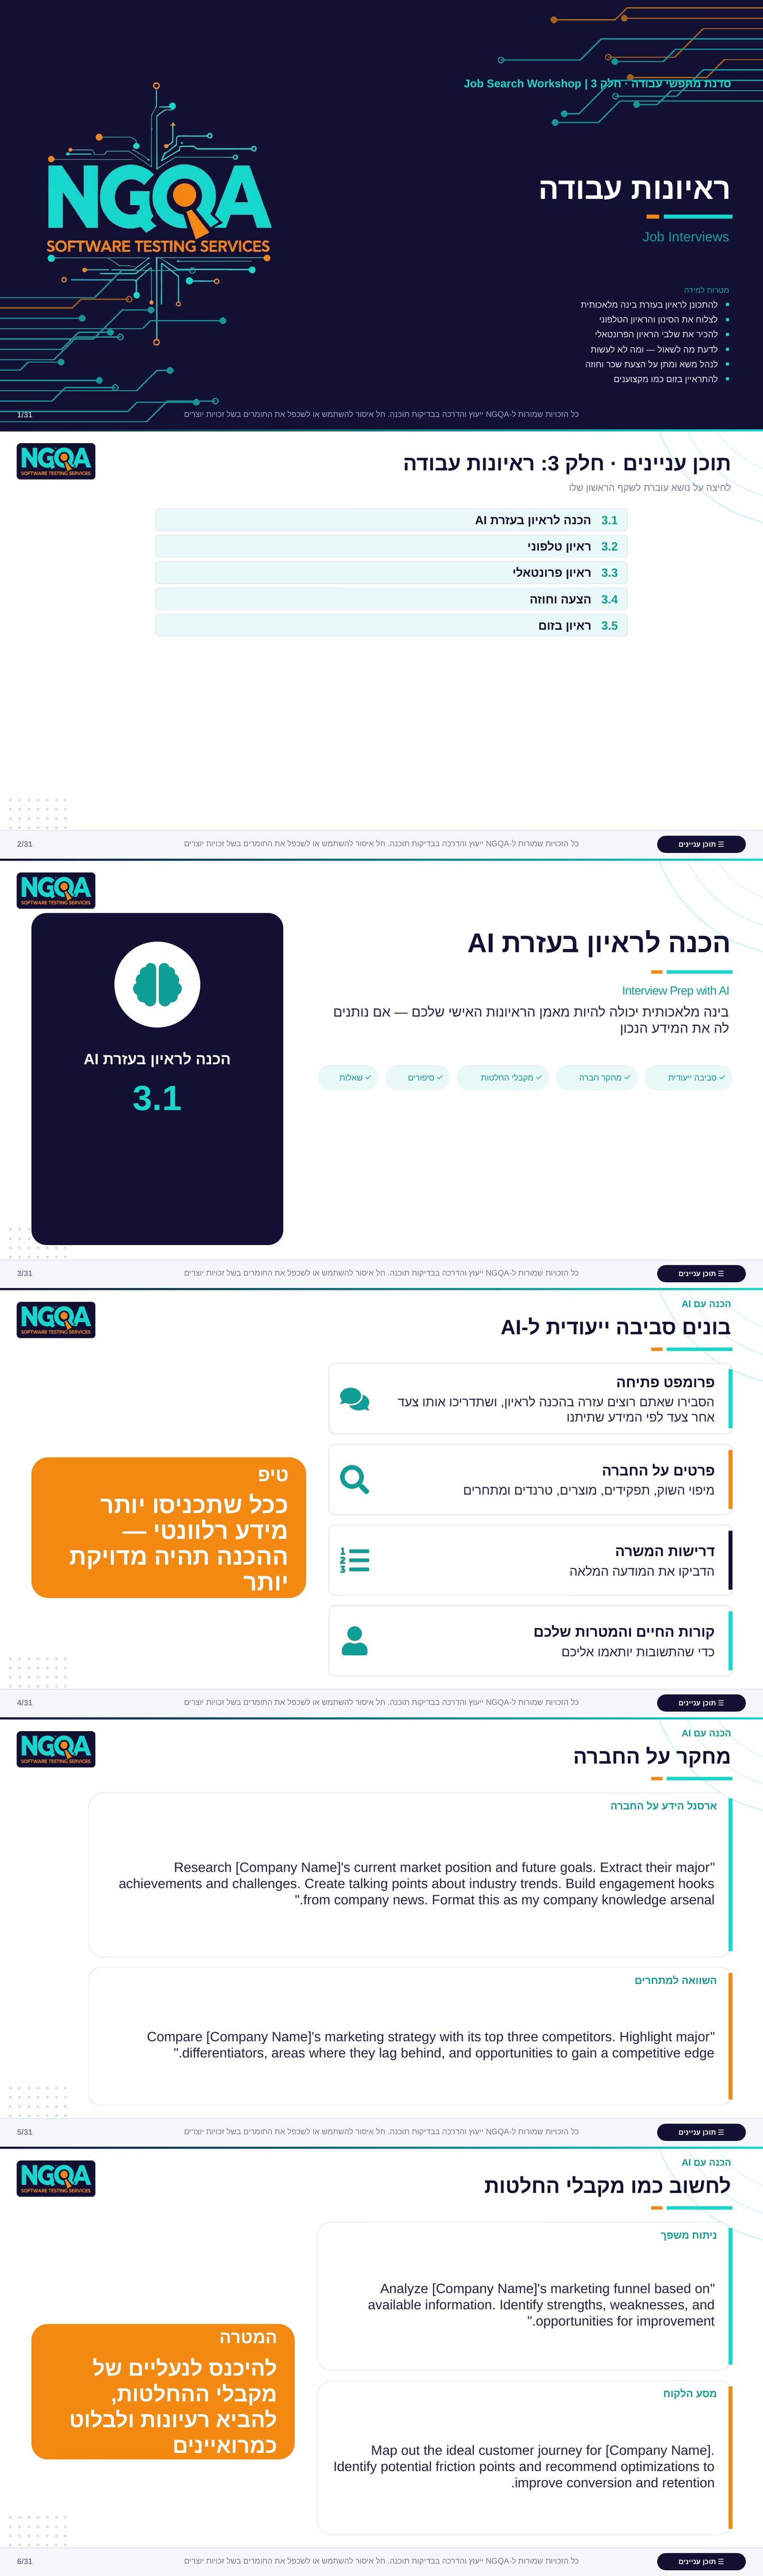 סדנת מחפשי עבודה · חלק 3 | Job Search Workshop
NGQA
SOFTWARE TESTING SERVICES
ראיונות עבודה
Job Interviews
מטרות למידה
להתכונן לראיון בעזרת בינה מלאכותית
לצלוח את הסינון והראיון הטלפוני
להכיר את שלבי הראיון הפרונטאלי
לדעת מה לשאול — ומה לא לעשות
לנהל משא ומתן על הצעת שכר וחוזה
להתראיין בזום כמו מקצוענים
כל הזכויות שמורות ל-NGQA ייעוץ והדרכה בבדיקות תוכנה. חל איסור להשתמש או לשכפל את החומרים בשל זכויות יוצרים
1/31
NGQA
SOFTWARE TESTING SERVICES
תוכן עניינים · חלק 3: ראיונות עבודה
לחיצה על נושא עוברת לשקף הראשון שלו
3.1 הכנה לראיון בעזרת AI
3.2 ראיון טלפוני
3.3 ראיון פרונטאלי
3.4 הצעה וחוזה
3.5 ראיון בזום
☰ תוכן עניינים
כל הזכויות שמורות ל-NGQA ייעוץ והדרכה בבדיקות תוכנה. חל איסור להשתמש או לשכפל את החומרים בשל זכויות יוצרים
2/31
NGQA
SOFTWARE TESTING SERVICES
הכנה לראיון בעזרת AI
Interview Prep with AI
בינה מלאכותית יכולה להיות מאמן הראיונות האישי שלכם — אם נותנים
לה את המידע הנכון
✓ סביבה ייעודית
✓ מחקר חברה
✓ מקבלי החלטות
✓ סיפורים
✓ שאלות
הכנה לראיון בעזרת AI
3.1
☰ תוכן עניינים
כל הזכויות שמורות ל-NGQA ייעוץ והדרכה בבדיקות תוכנה. חל איסור להשתמש או לשכפל את החומרים בשל זכויות יוצרים
3/31
NGQA
SOFTWARE TESTING SERVICES
הכנה עם AI
בונים סביבה ייעודית ל-AI
פרומפט פתיחה
הסבירו שאתם רוצים עזרה בהכנה לראיון, ושתדריכו אותו צעד
אחר צעד לפי המידע שתיתנו
פרטים על החברה
מיפוי השוק, תפקידים, מוצרים, טרנדים ומתחרים
דרישות המשרה
הדביקו את המודעה המלאה
קורות החיים והמטרות שלכם
כדי שהתשובות יותאמו אליכם
טיפ
ככל שתכניסו יותר
מידע רלוונטי —
ההכנה תהיה מדויקת
יותר
☰ תוכן עניינים
כל הזכויות שמורות ל-NGQA ייעוץ והדרכה בבדיקות תוכנה. חל איסור להשתמש או לשכפל את החומרים בשל זכויות יוצרים
4/31
NGQA
SOFTWARE TESTING SERVICES
הכנה עם AI
מחקר על החברה
ארסנל הידע על החברה
"Research [Company Name]'s current market position and future goals. Extract their major
achievements and challenges. Create talking points about industry trends. Build engagement hooks
from company news. Format this as my company knowledge arsenal."
השוואה למתחרים
"Compare [Company Name]'s marketing strategy with its top three competitors. Highlight major
differentiators, areas where they lag behind, and opportunities to gain a competitive edge."
☰ תוכן עניינים
כל הזכויות שמורות ל-NGQA ייעוץ והדרכה בבדיקות תוכנה. חל איסור להשתמש או לשכפל את החומרים בשל זכויות יוצרים
5/31
NGQA
SOFTWARE TESTING SERVICES
הכנה עם AI
לחשוב כמו מקבלי החלטות
ניתוח משפך
"Analyze [Company Name]'s marketing funnel based on
available information. Identify strengths, weaknesses, and
opportunities for improvement."
מסע הלקוח
Map out the ideal customer journey for [Company Name].
Identify potential friction points and recommend optimizations to
improve conversion and retention.
המטרה
להיכנס לנעליים של
מקבלי ההחלטות,
להביא רעיונות ולבלוט
כמרואיינים
☰ תוכן עניינים
כל הזכויות שמורות ל-NGQA ייעוץ והדרכה בבדיקות תוכנה. חל איסור להשתמש או לשכפל את החומרים בשל זכויות יוצרים
6/31